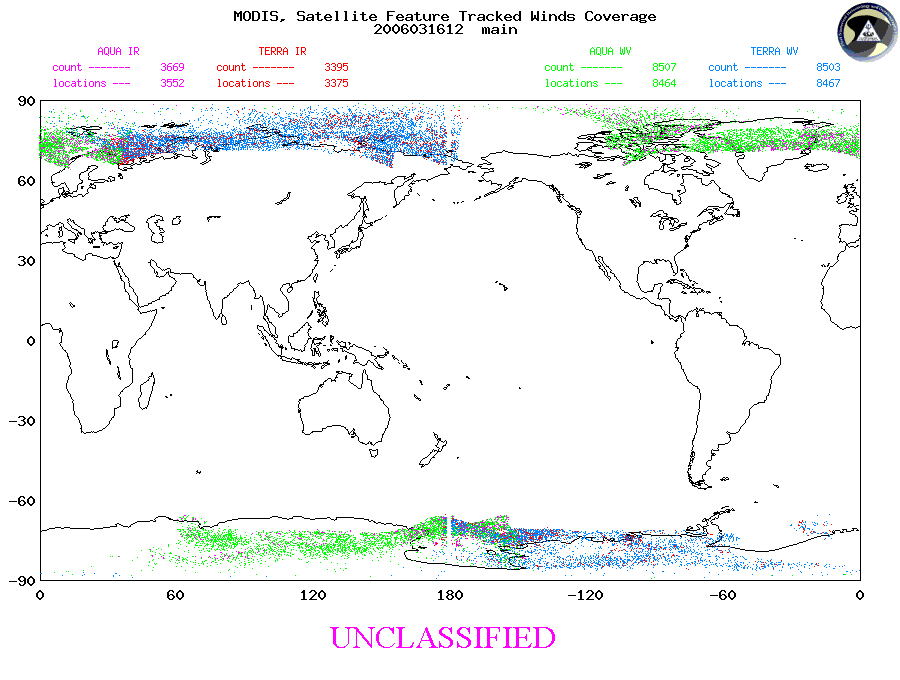 MODIS, Satellite Feature Tracked Winds Coverage
2006031612 main
AQUA IR TERRA IR AQUA WV TERRA WV
count ------- 3669 count ------- 3395 count ------- 8507 count ------- 8503
locations --- 3552 locations --- 3375 locations --- 8464 locations --- 8467
90
60
30
0
-30
-60
-90
0 60 120 180 -120 -60 0
UNCLASSIFIED